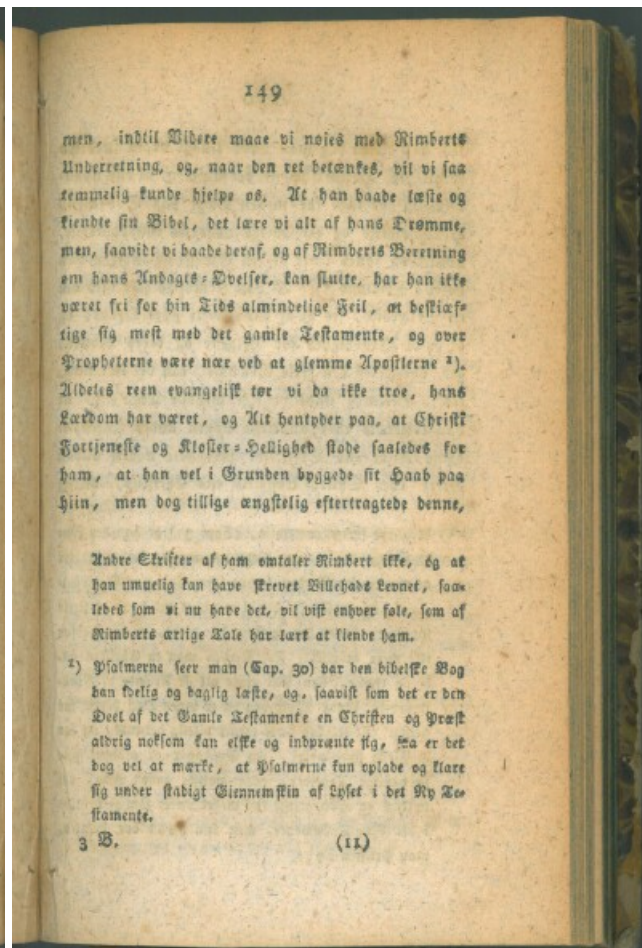 149
men, indtil Videre maae vi nøjes med Rimberts
Underretning, og, naar den ret betænkes, vil vi saa
temmelig kunde hjelpe os. At han baade læste og
kiendte sin Bibel, det lære vi alt af hans Drømme,
men, saavidt vi baade deraf, og af Rimberts Beretning
om hans Andagts-Øvelser, kan slutte, har han ikke
været fri for hin Tids almindelige Feil, at beskiæf-
tige sig mest med det gamle Testamente, og over
Propheterne være nær ved at glemme Apostlerne ²).
Aldeles reen evangelisk tør vi da ikke troe, hans
Lærdom har været, og Alt hentyder paa, at Christi
Fortjeneste og Kloster-Hellighed stode saaledes for
ham, at han vel i Grunden byggede sit Haab paa
hiin, men dog tillige ængstelig eftertragtede denne,
Andre Skrifter af ham omtaler Rimbert ikke, og at
han umuelig kan have skrevet Villehads Levnet, saa-
ledes som vi nu have det, vil vist enhver føle, som af
Rimberts ærlige Tale har lært at kiende ham.
²) Psalmerne seer man (Cap. 30) var den bibelske Bog
han idelig og daglig læste, og, saavist som det er den
Deel af det Gamle Testamente en Christen og Præst
aldrig noksom kan elske og indprænte sig, saa er det
dog vel at mærke, at Psalmerne kun oplade og klare
sig under stadigt Giennemskin af Lyset i det Ny Te-
stamente.
3 B. (11)